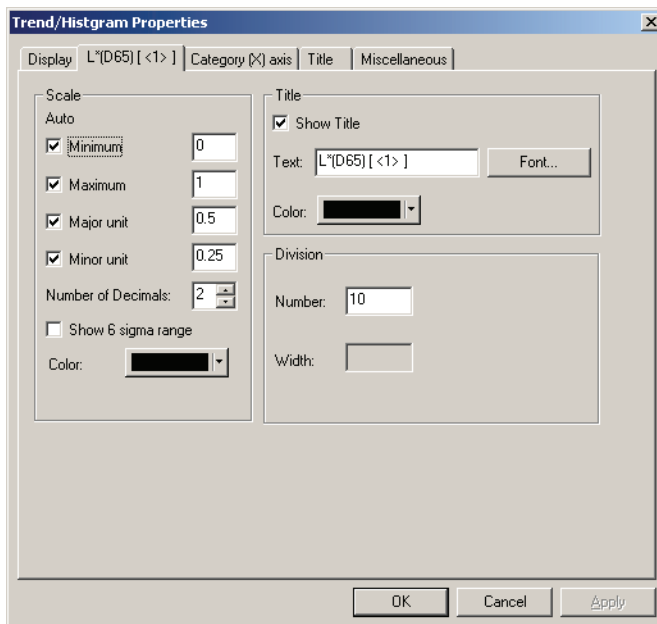 Trend/Histgram Properties
Display
L*(D65) [ <1> ]
Category (X) axis
Title
Miscellaneous
Scale
Auto
Minimum 0
Maximum 1
Major unit 0.5
Minor unit 0.25
Number of Decimals: 2
Show 6 sigma range
Color:
Title
Show Title
Text: L*(D65) [ <1> ] Font...
Color:
Division
Number: 10
Width:
OK
Cancel
Apply